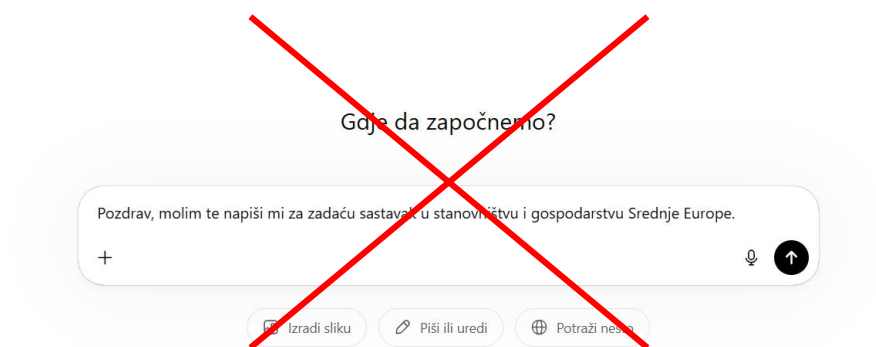 Gdje da započnemo?
Pozdrav, molim te napiši mi za zadaću sastavak u stanovništvu i gospodarstvu Srednje Europe.
Izradi sliku
Piši ili uredi
Potraži nešto